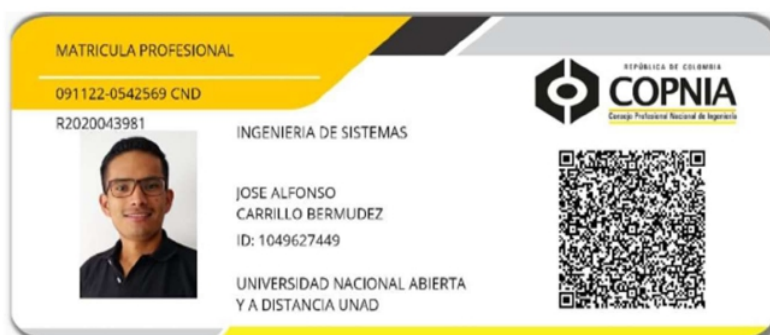 MATRICULA PROFESIONAL
091122-0542569 CND
R2020043981
INGENIERIA DE SISTEMAS
JOSE ALFONSO
CARRILLO BERMUDEZ
ID: 1049627449
UNIVERSIDAD NACIONAL ABIERTA
Y A DISTANCIA UNAD
REPÚBLICA DE COLOMBIA
COPNIA
Consejo Profesional Nacional de Ingeniería